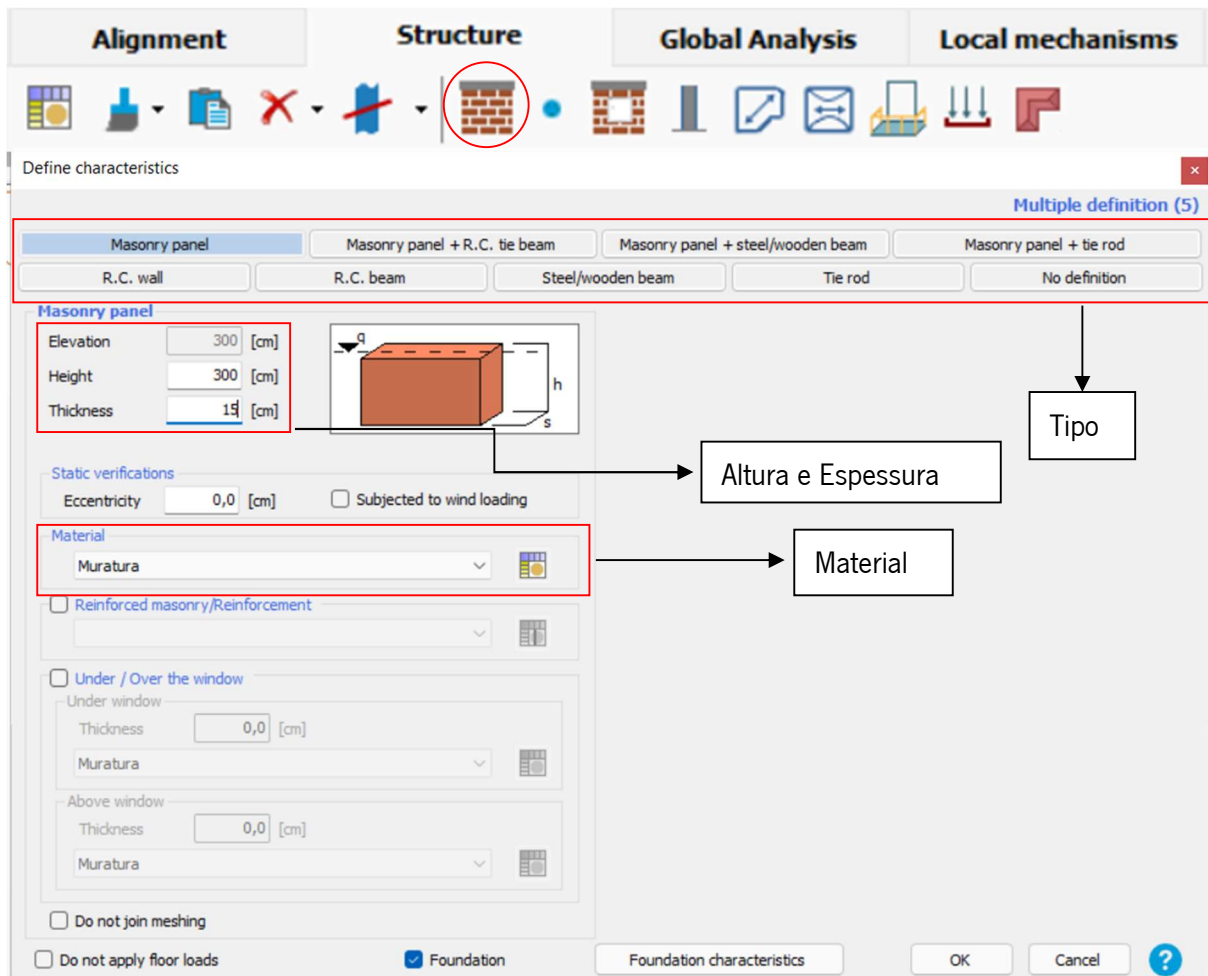 Alignment Structure Global Analysis Local mechanisms
Define characteristics
Multiple definition (5)
Masonry panel Masonry panel + R.C. tie beam Masonry panel + steel/wooden beam Masonry panel + tie rod
R.C. wall R.C. beam Steel/wooden beam Tie rod No definition
Masonry panel
Elevation 300 [cm]
Height 300 [cm]
Thickness 15 [cm]
q
h
s
Tipo
Altura e Espessura
Static verifications
Eccentricity 0,0 [cm] Subjected to wind loading
Material
Muratura
Material
Reinforced masonry/Reinforcement
Under / Over the window
Under window
Thickness 0,0 [cm]
Muratura
Above window
Thickness 0,0 [cm]
Muratura
Do not join meshing
Do not apply floor loads Foundation Foundation characteristics OK Cancel ?